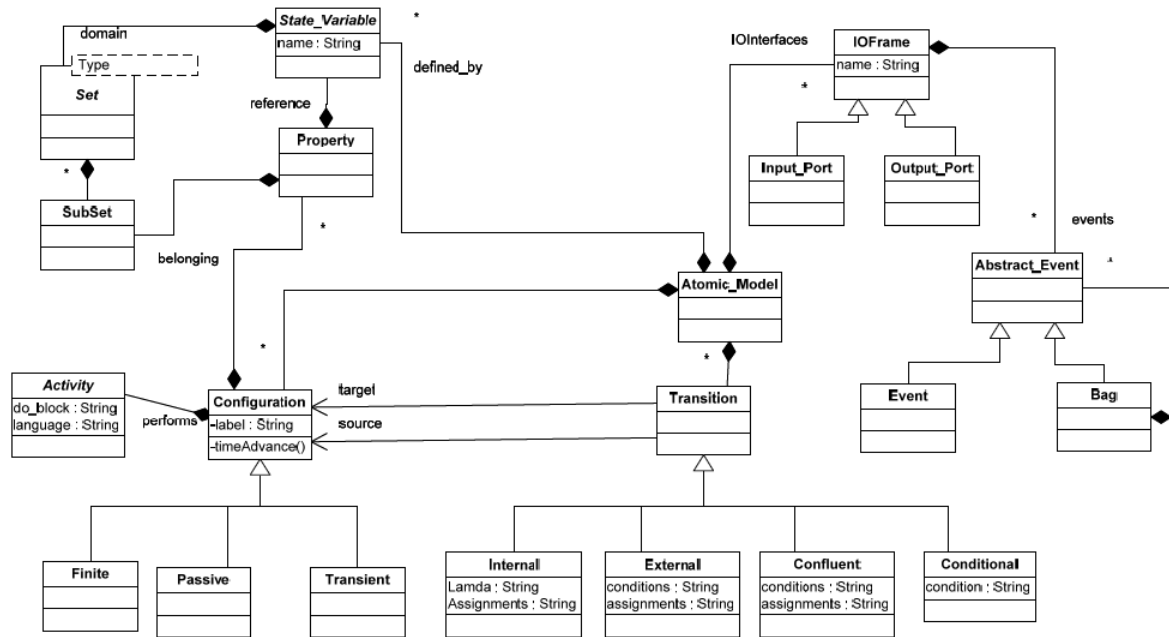 domain
State_Variable
*
name : String
defined_by
Type
Set
reference
IOInterfaces
*
IOFrame
name : String
Property
Input_Port
Output_Port
*
SubSet
belonging
*
*
events
Abstract_Event
*
Atomic_Model
*
*
Activity
do_block : String
language : String
performs
Configuration
-label : String
-timeAdvance()
target
source
Transition
Event
Bag
Finite
Passive
Transient
Internal
Lamda : String
Assignments : String
External
conditions : String
assignments : String
Confluent
conditions : String
assignments : String
Conditional
condition : String